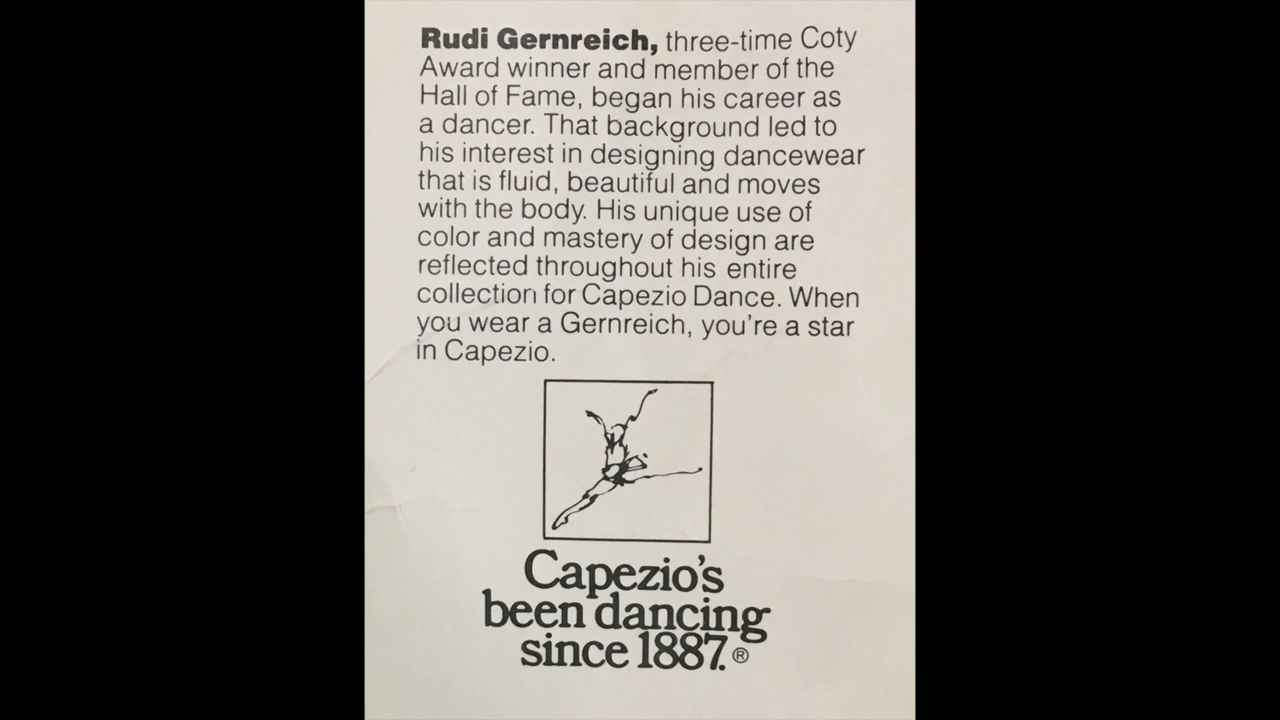 Rudi Gernreich, three-time Coty
Award winner and member of the
Hall of Fame, began his career as
a dancer. That background led to
his interest in designing dancewear
that is fluid, beautiful and moves
with the body. His unique use of
color and mastery of design are
reflected throughout his entire
collection for Capezio Dance. When
you wear a Gernreich, you're a star
in Capezio.
Capezio's
been dancing
since 1887.®